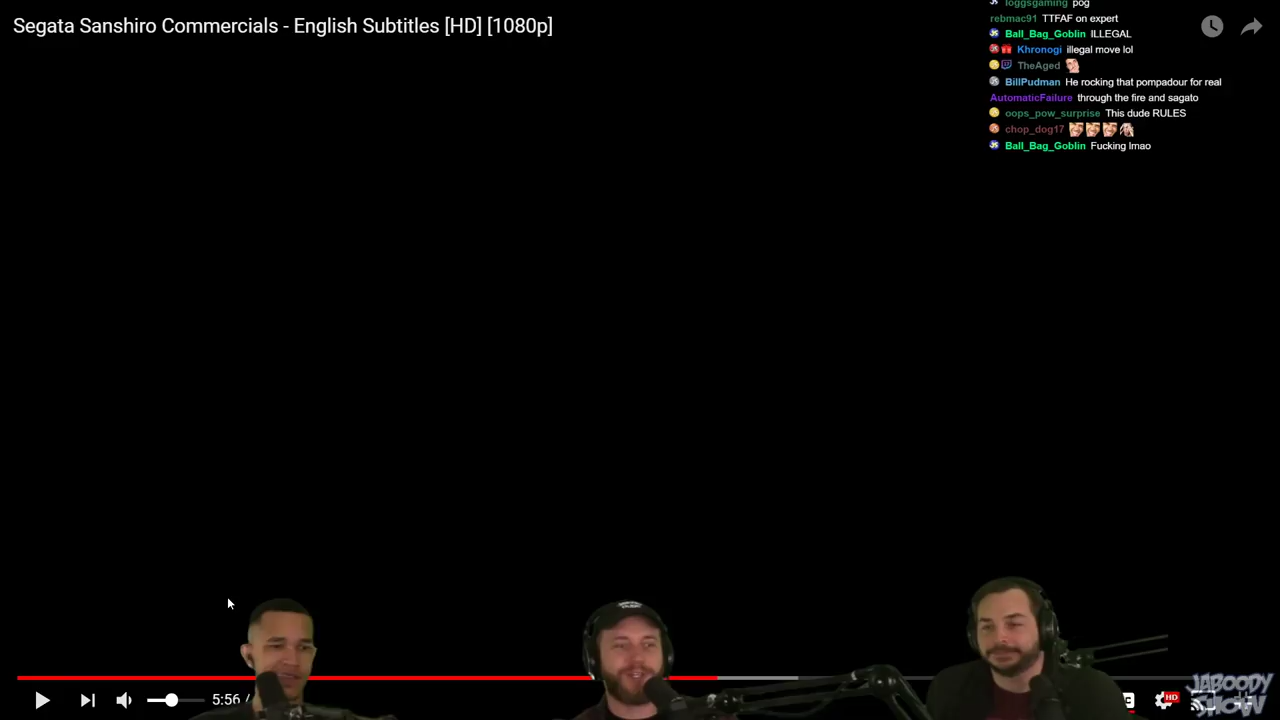 Segata Sanshiro Commercials - English Subtitles [HD] [1080p]
loggsgaming pog
rebmac91 TTFAF on expert
Ball_Bag_Goblin ILLEGAL
Khronogi illegal move lol
TheAged
BillPudman He rocking that pompadour for real
AutomaticFailure through the fire and sagato
oops_pow_surprise This dude RULES
chop_dog17
Ball_Bag_Goblin Fucking lmao
5:56 /
HD
JABOODY
SHOW